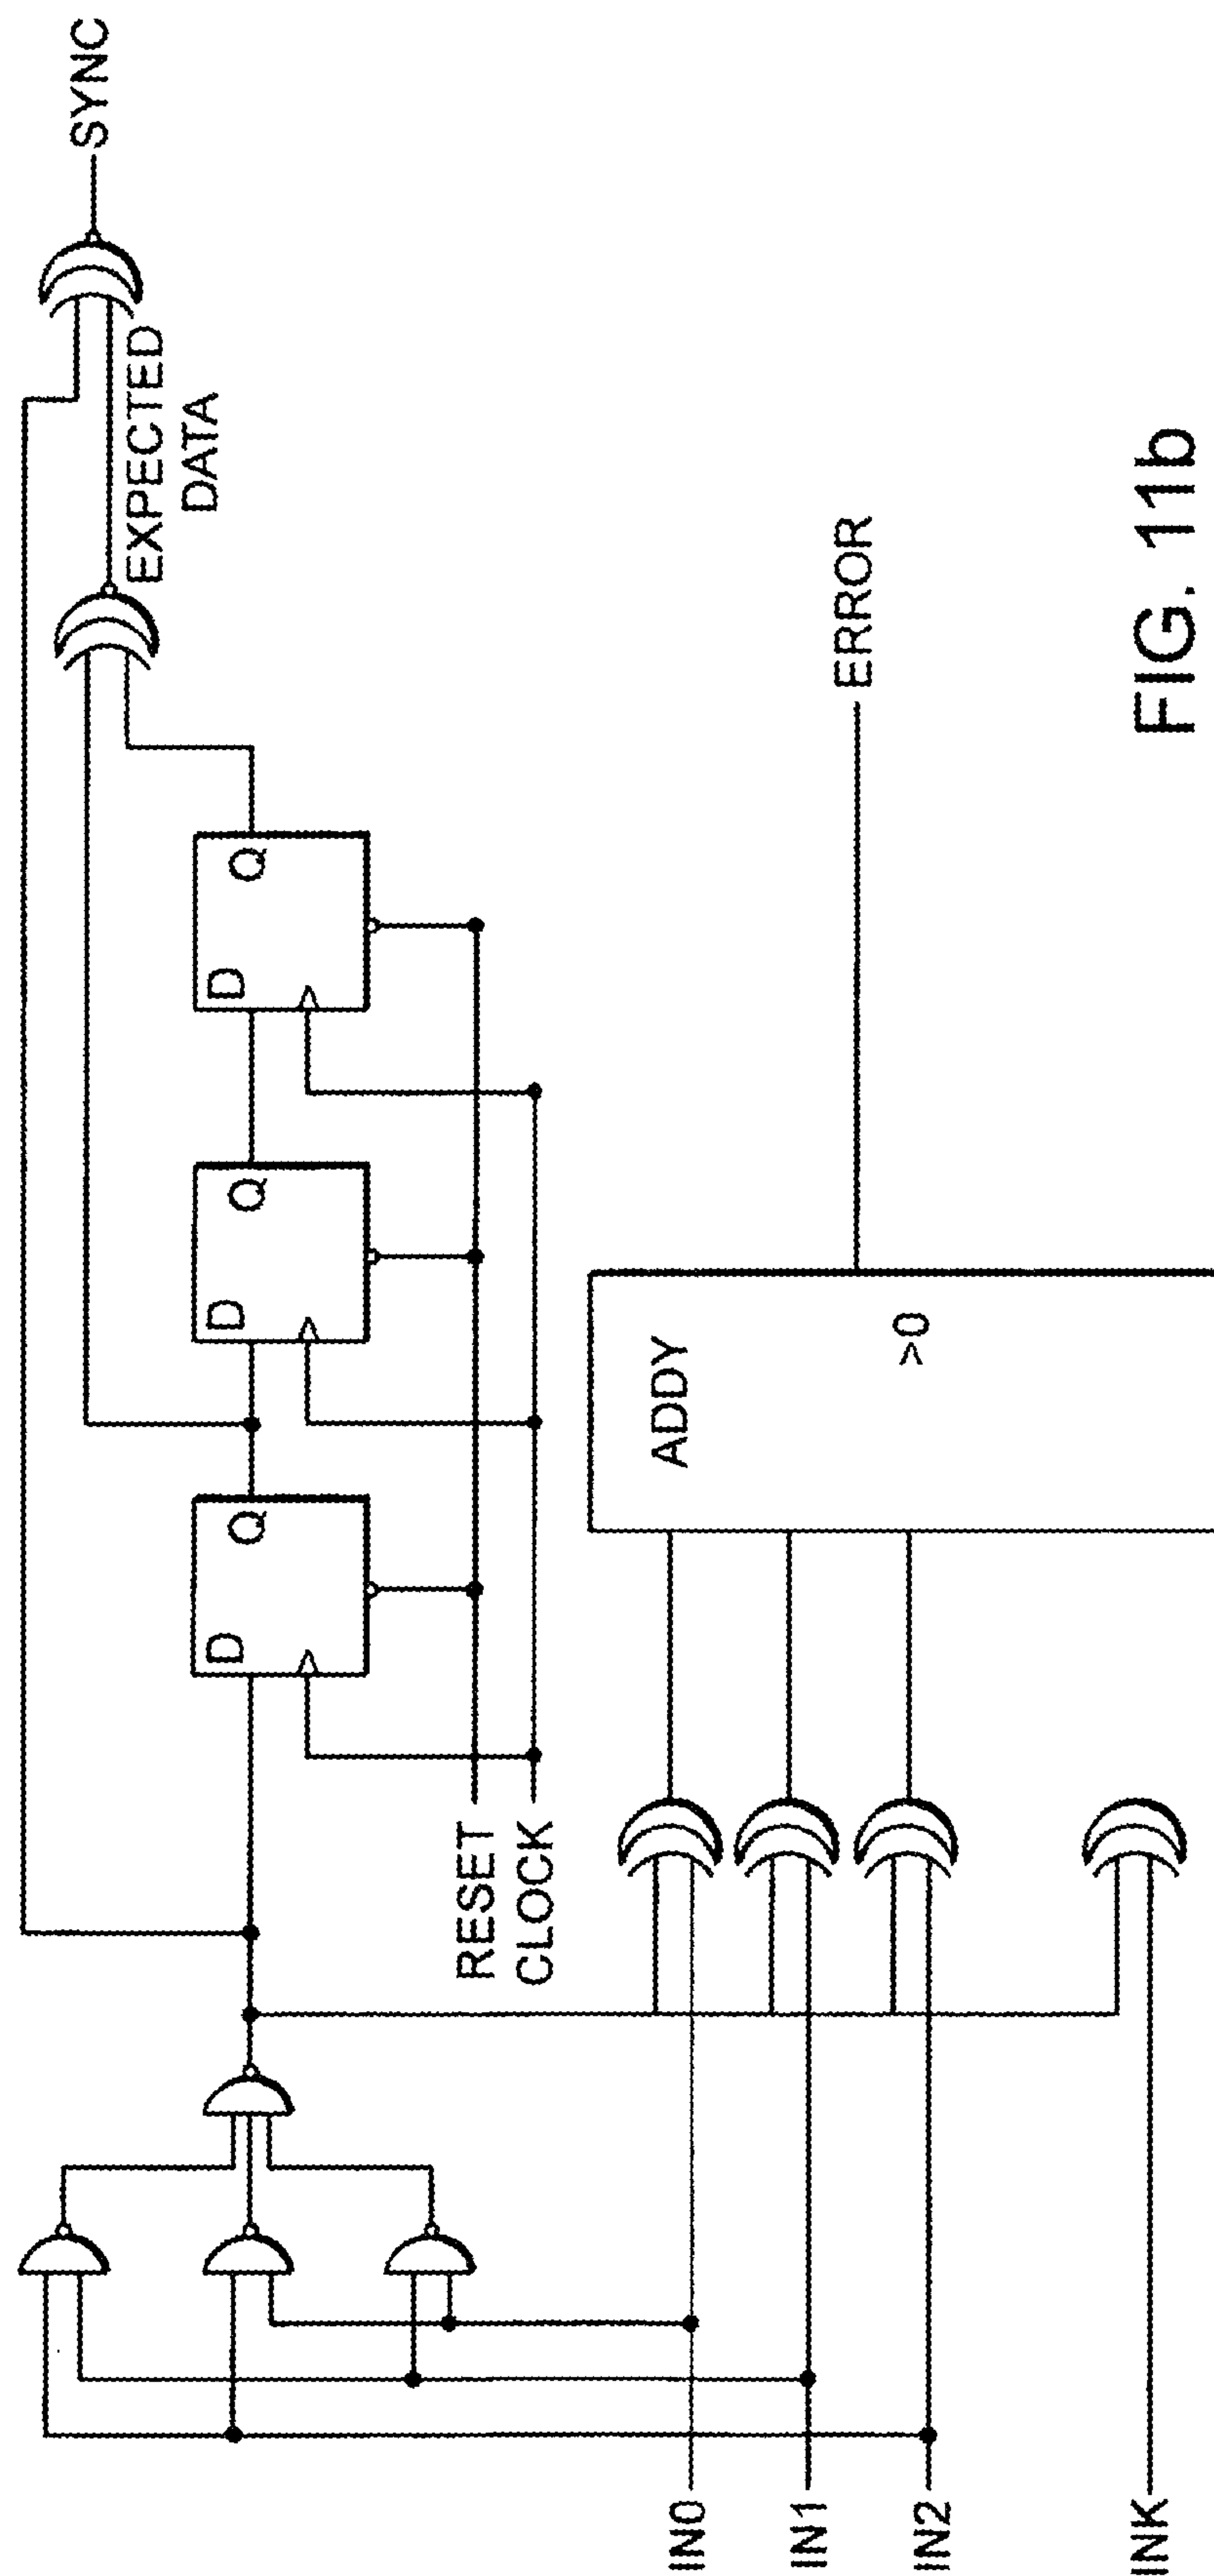 SYNC
EXPECTED
DATA
D
Q
D
Q
D
Q
RESET
CLOCK
ADDY
>0
ERROR
IN0
IN1
IN2
INK
FIG. 11b